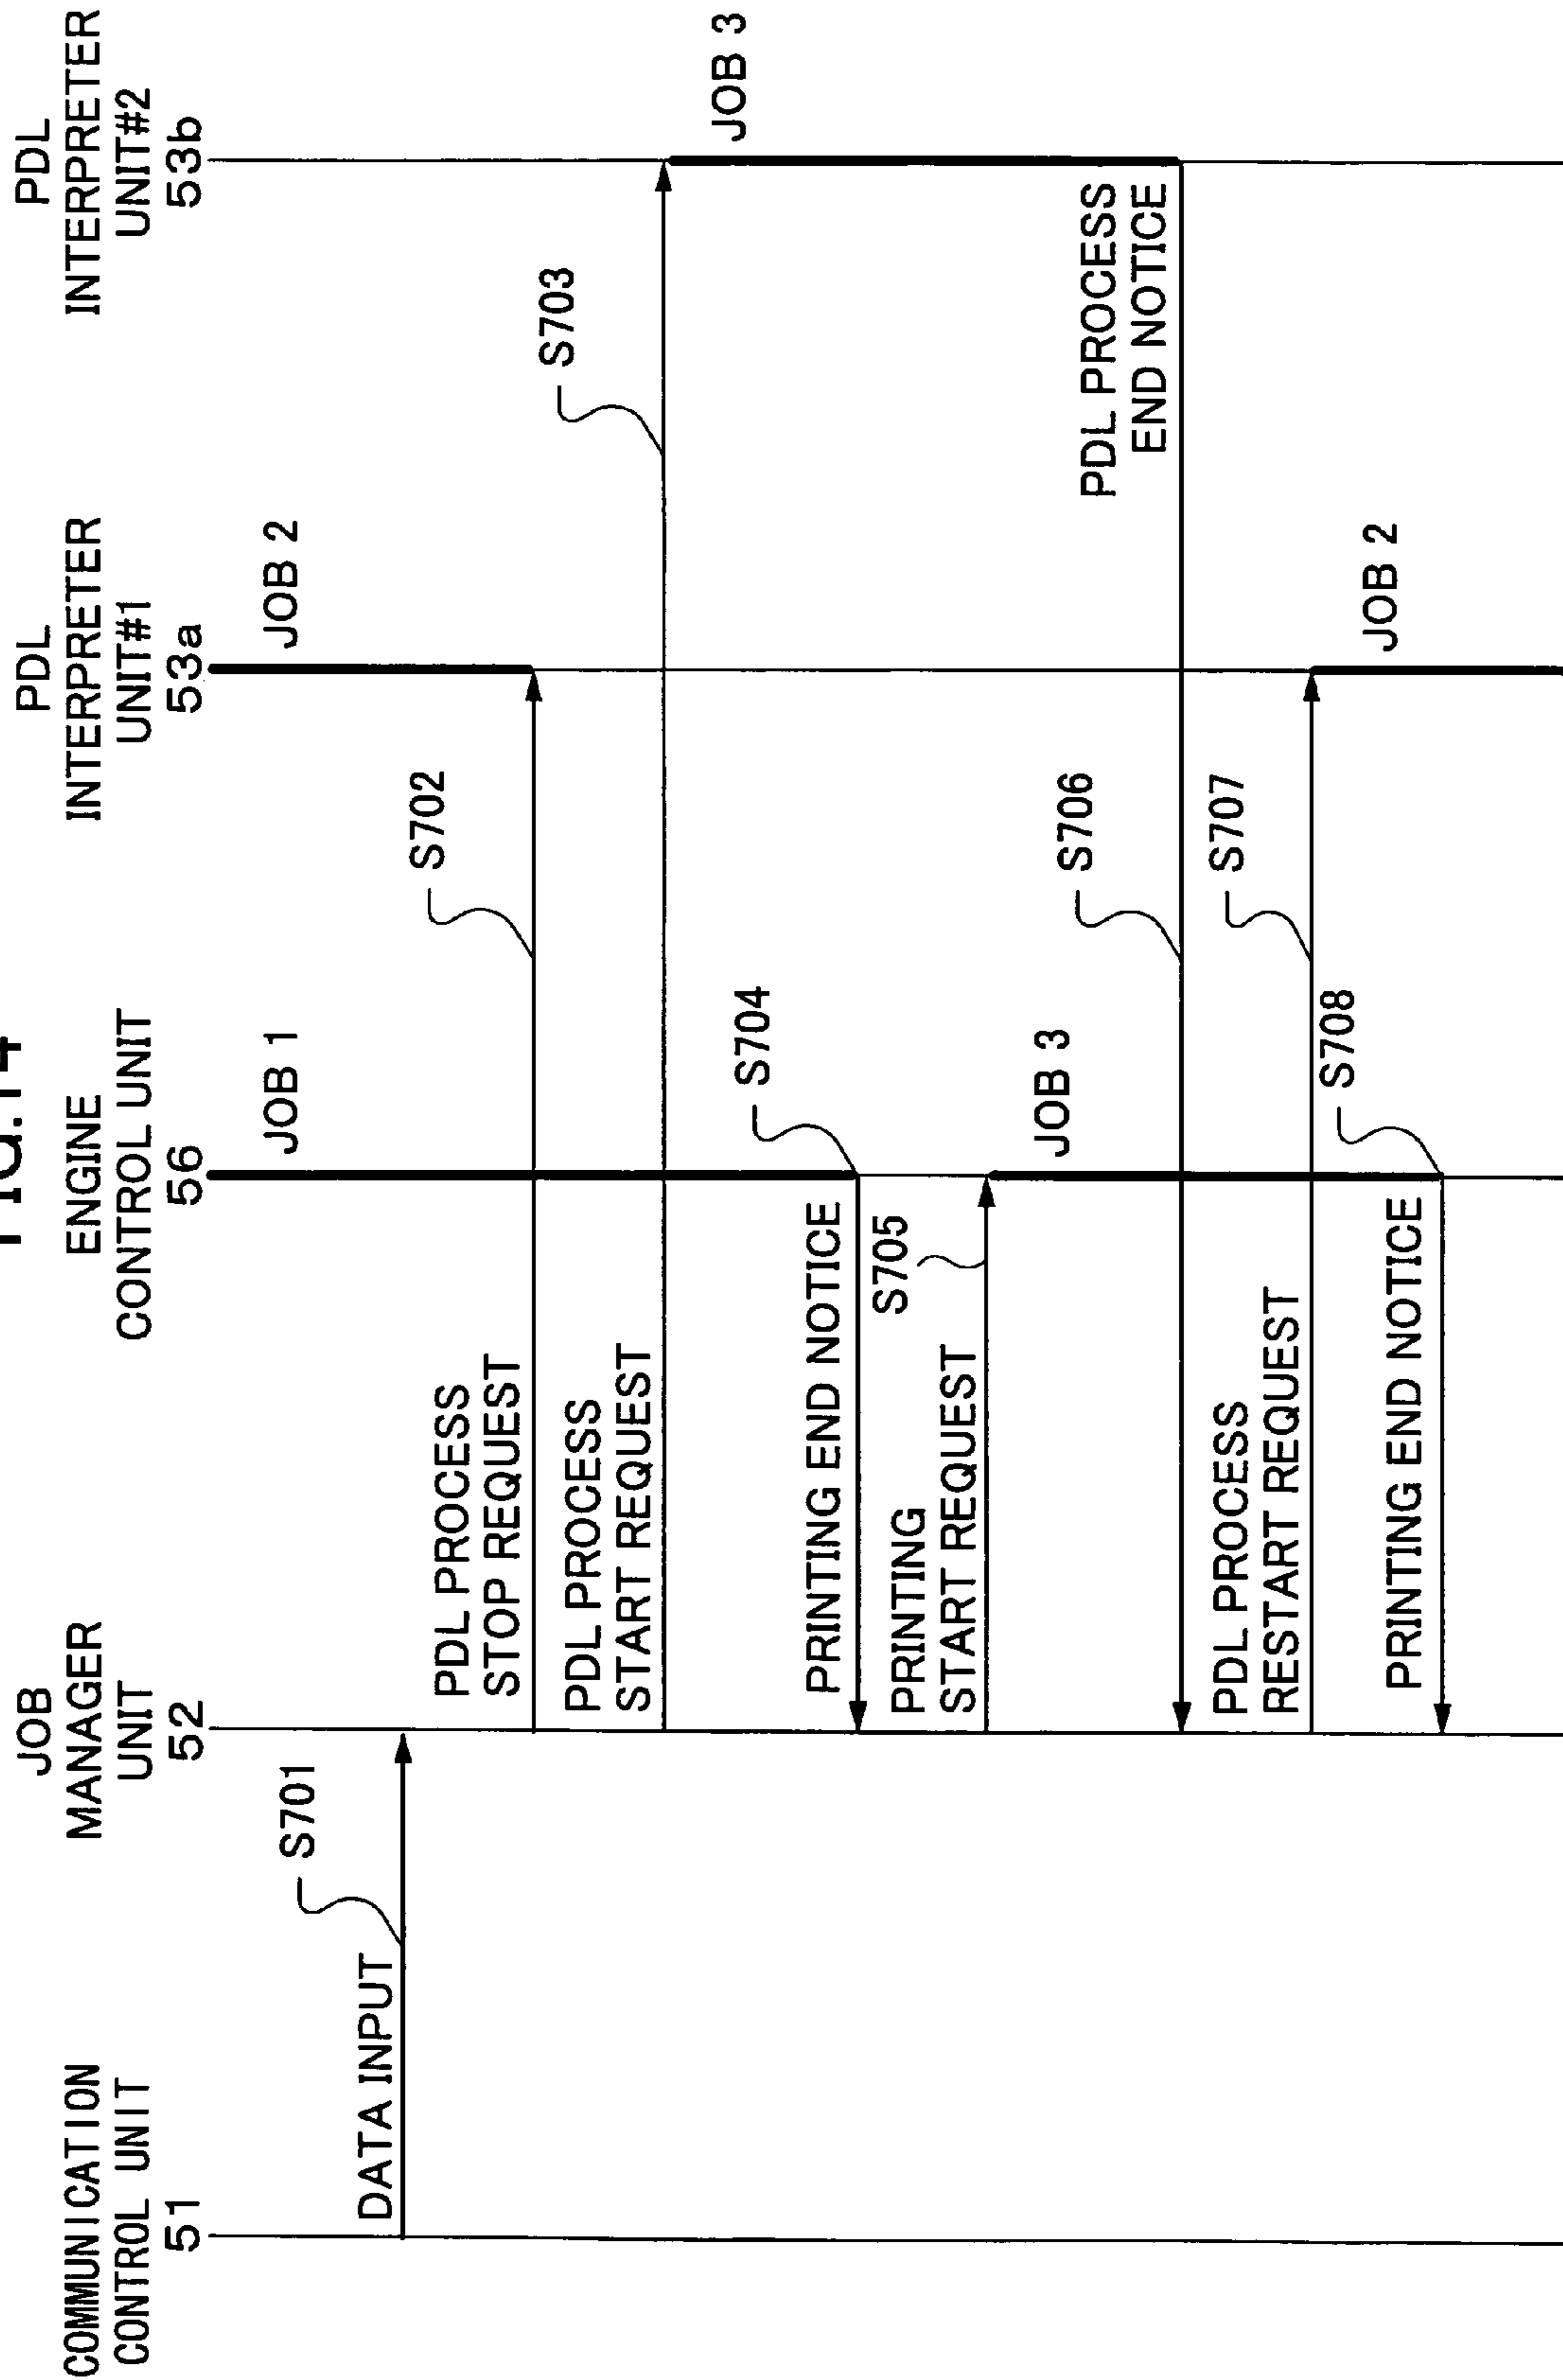 FIG.14
COMMUNICATION
CONTROL UNIT
51
JOB
MANAGER
UNIT
52
ENGINE
CONTROL UNIT
56
PDL
INTERPRETER
UNIT#1
53a
PDL
INTERPRETER
UNIT#2
53b
JOB 1
JOB 2
S701
DATA INPUT
S702
PDL PROCESS
STOP REQUEST
S703
PDL PROCESS
START REQUEST
JOB 3
S704
PRINTING END NOTICE
S705
PRINTING
START REQUEST
JOB 3
S706
PDL PROCESS
END NOTICE
S707
PDL PROCESS
RESTART REQUEST
JOB 2
S708
PRINTING END NOTICE